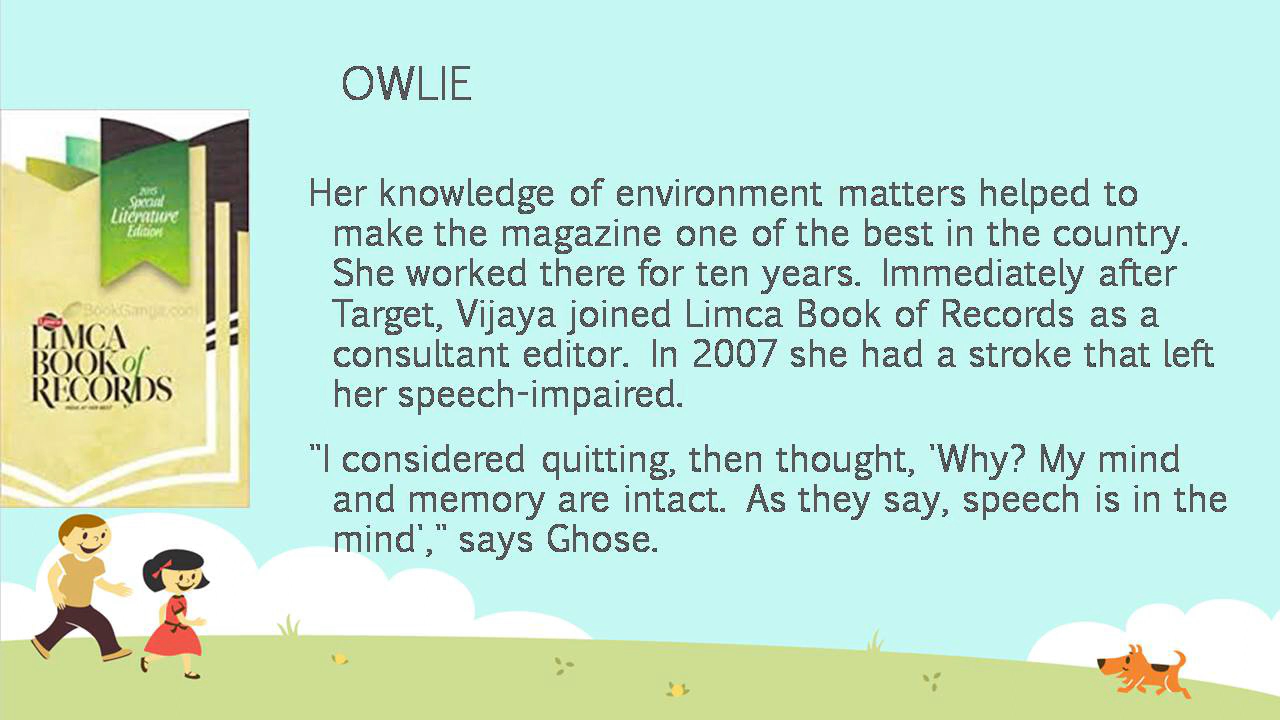 OWLIE
Her knowledge of environment matters helped to
make the magazine one of the best in the country.
She worked there for ten years. Immediately after
Target, Vijaya joined Limca Book of Records as a
consultant editor. In 2007 she had a stroke that left
her speech-impaired.
"I considered quitting, then thought, 'Why? My mind
and memory are intact. As they say, speech is in the
mind'," says Ghose.
2015
Special
Literature
Edition
BookGanga.com
LIMCA
BOOK of
RECORDS
INDIA AT HER BEST